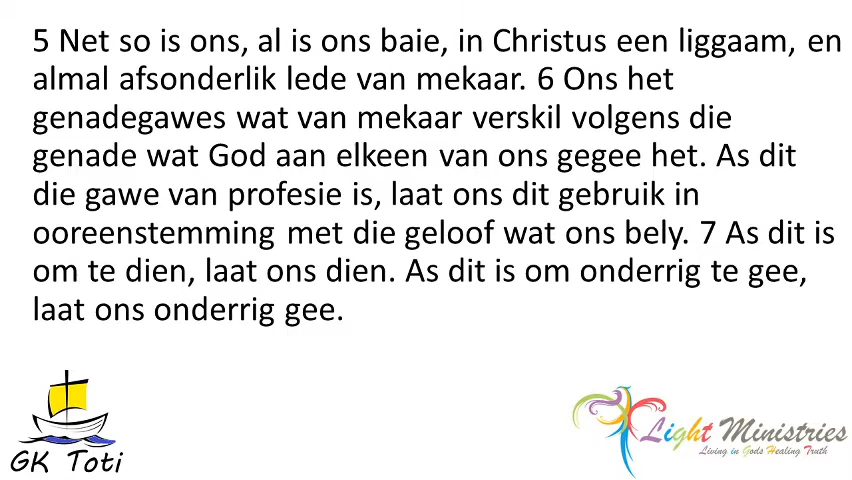 5 Net so is ons, al is ons baie, in Christus een liggaam, en
almal afsonderlik lede van mekaar. 6 Ons het
genadegawes wat van mekaar verskil volgens die
genade wat God aan elkeen van ons gegee het. As dit
die gawe van profesie is, laat ons dit gebruik in
ooreenstemming met die geloof wat ons bely. 7 As dit is
om te dien, laat ons dien. As dit is om onderrig te gee,
laat ons onderrig gee.
GK Toti
Light Ministries
Living in Gods Healing Truth